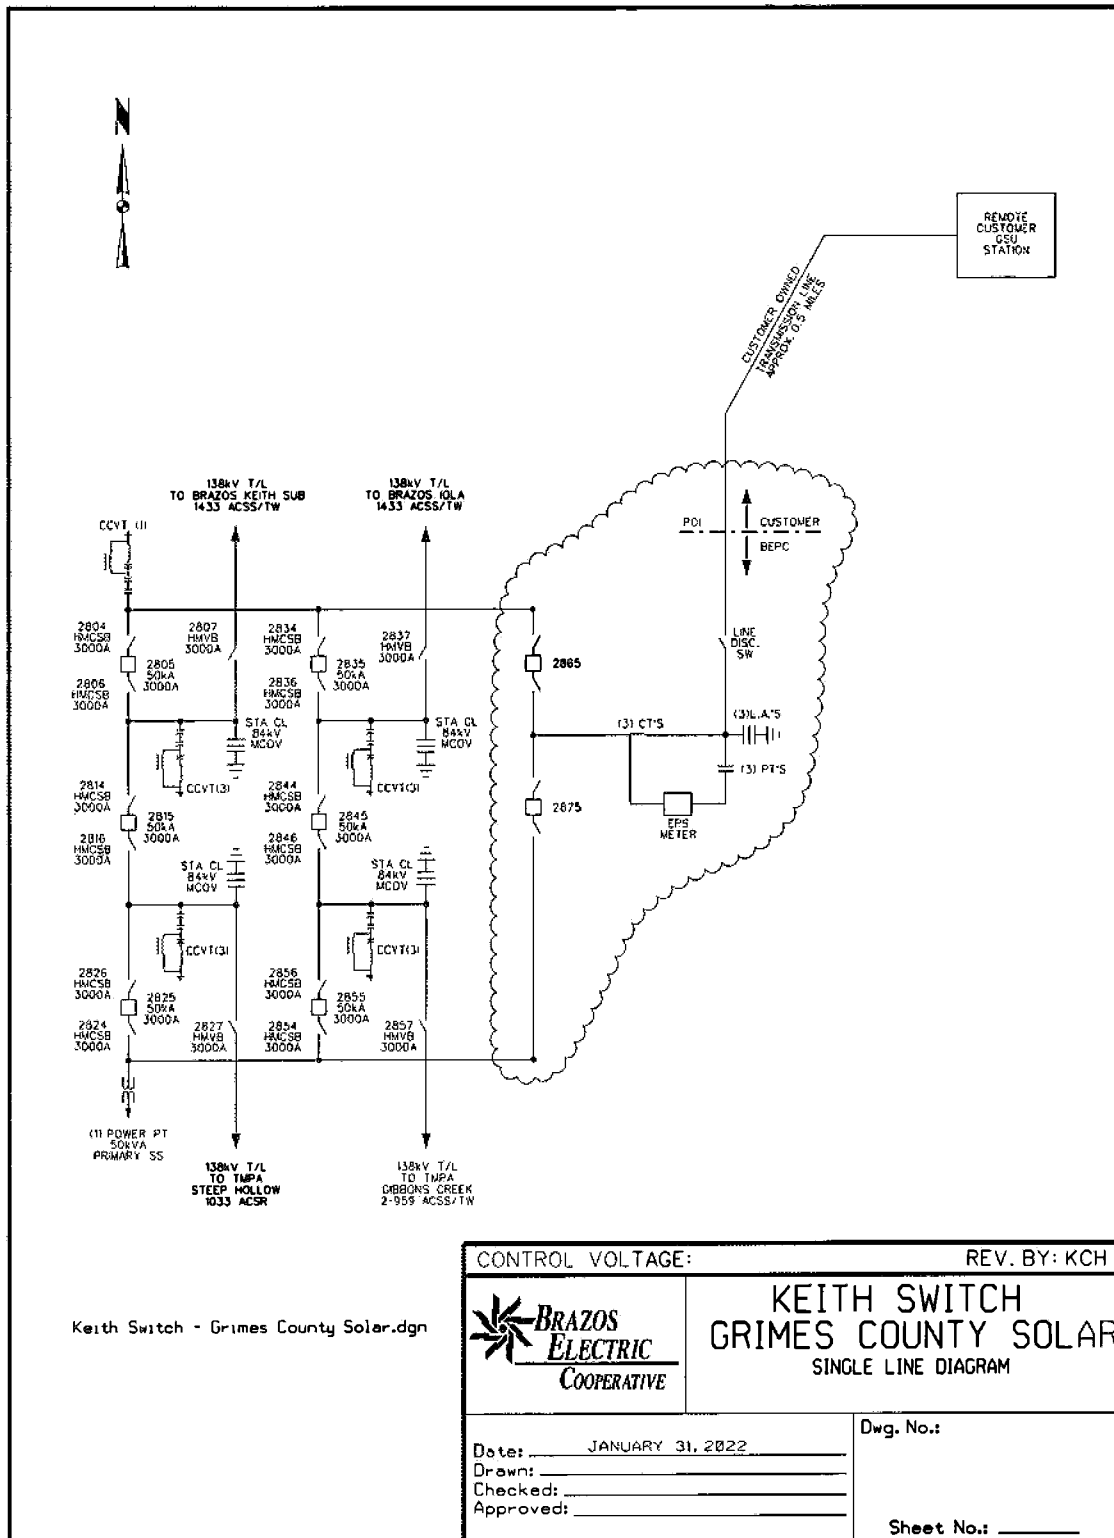 N
REMOTE
CUSTOMER
GSU
STATION
CUSTOMER OWNED
TRANSMISSION LINE
APPROX. 0.5 MILES
138kV T/L
TO BRAZOS KEITH SUB
1433 ACSS/TW
138kV T/L
TO BRAZOS IOLA
1433 ACSS/TW
CCVT (1)
POI
CUSTOMER
BEPC
2804
HMCSB
3000A
2807
HMVB
3000A
2834
HMCSB
3000A
2837
HMVB
3000A
LINE
DISC.
SW
2805
50kA
3000A
2835
50kA
3000A
2865
2806
HMCSB
3000A
2836
HMCSB
3000A
STA CL
84kV
MCOV
STA CL
84kV
MCOV
(3) CT'S
(3)L.A.'S
(3) PT'S
CCVT(3)
CCVT(3)
2814
HMCSB
3000A
2844
HMCSB
3000A
2815
50kA
3000A
2845
50kA
3000A
2875
EPS
METER
2816
HMCSB
3000A
2846
HMCSB
3000A
STA CL
84kV
MCOV
STA CL
84kV
MCOV
CCVT(3)
CCVT(3)
2826
HMCSB
3000A
2856
HMCSB
3000A
2825
50kA
3000A
2855
50kA
3000A
2824
HMCSB
3000A
2827
HMVB
3000A
2854
HMCSB
3000A
2857
HMVB
3000A
(1) POWER PT
50kVA
PRIMARY SS
138kV T/L
TO TMPA
STEEP HOLLOW
1033 ACSR
138kV T/L
TO TMPA
GIBBONS CREEK
2-959 ACSS/TW
CONTROL VOLTAGE:
REV. BY: KCH
Keith Switch - Grimes County Solar.dgn
BRAZOS
ELECTRIC
COOPERATIVE
KEITH SWITCH
GRIMES COUNTY SOLAR
SINGLE LINE DIAGRAM
Date: JANUARY 31, 2022
Drawn:
Checked:
Approved:
Dwg. No.:
Sheet No.: